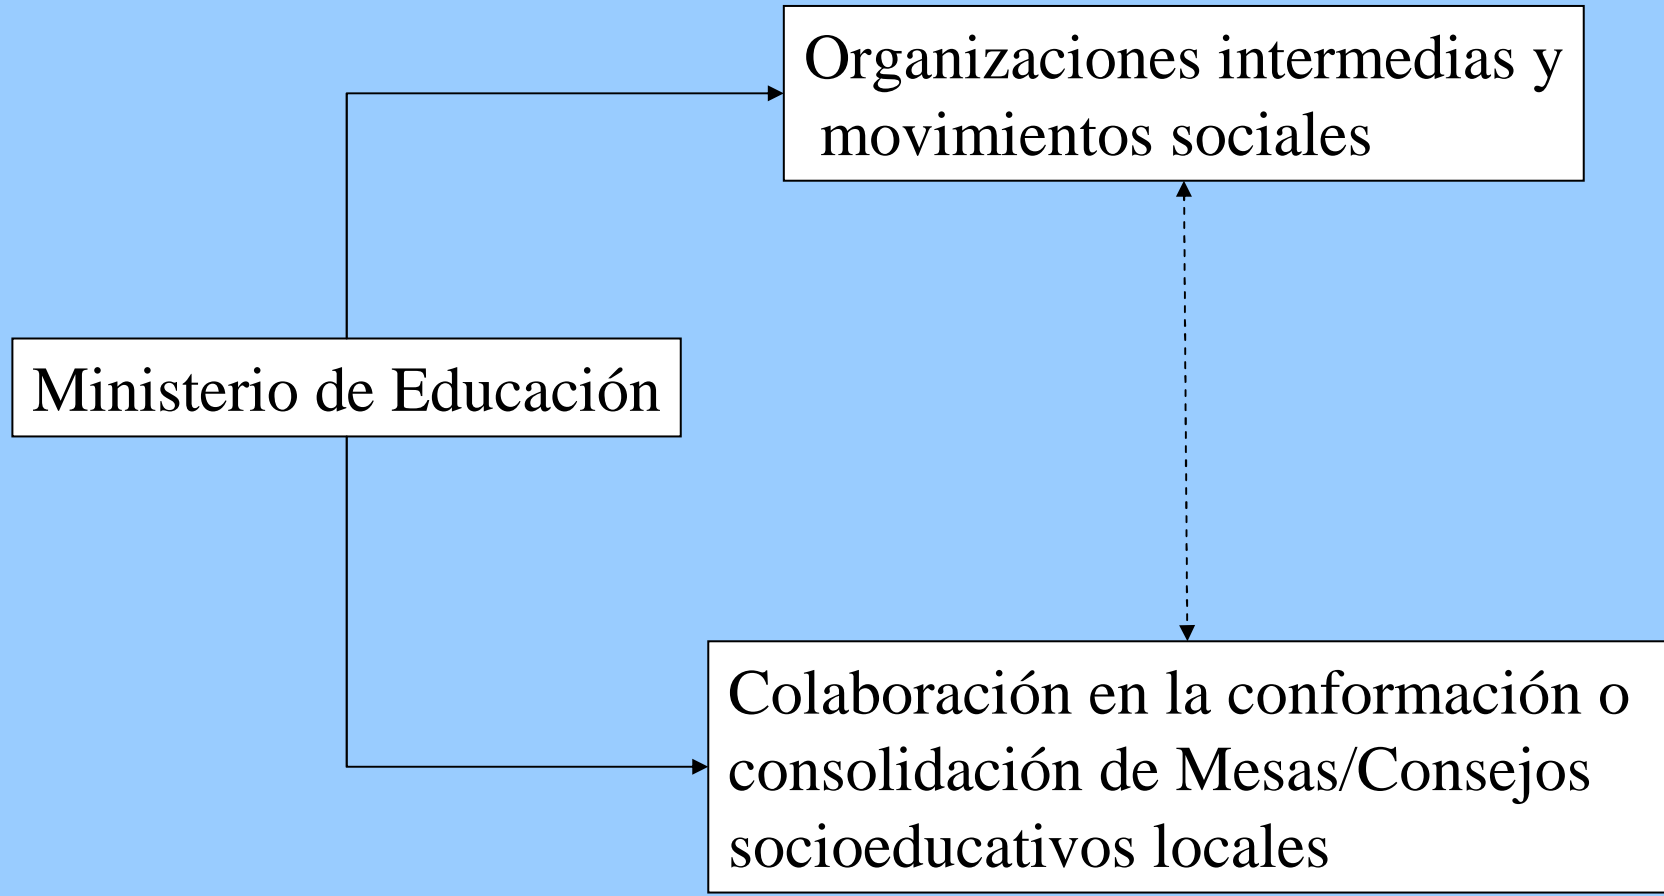 Organizaciones intermedias y
movimientos sociales
Ministerio de Educación
Colaboración en la conformación o
consolidación de Mesas/Consejos
socioeducativos locales